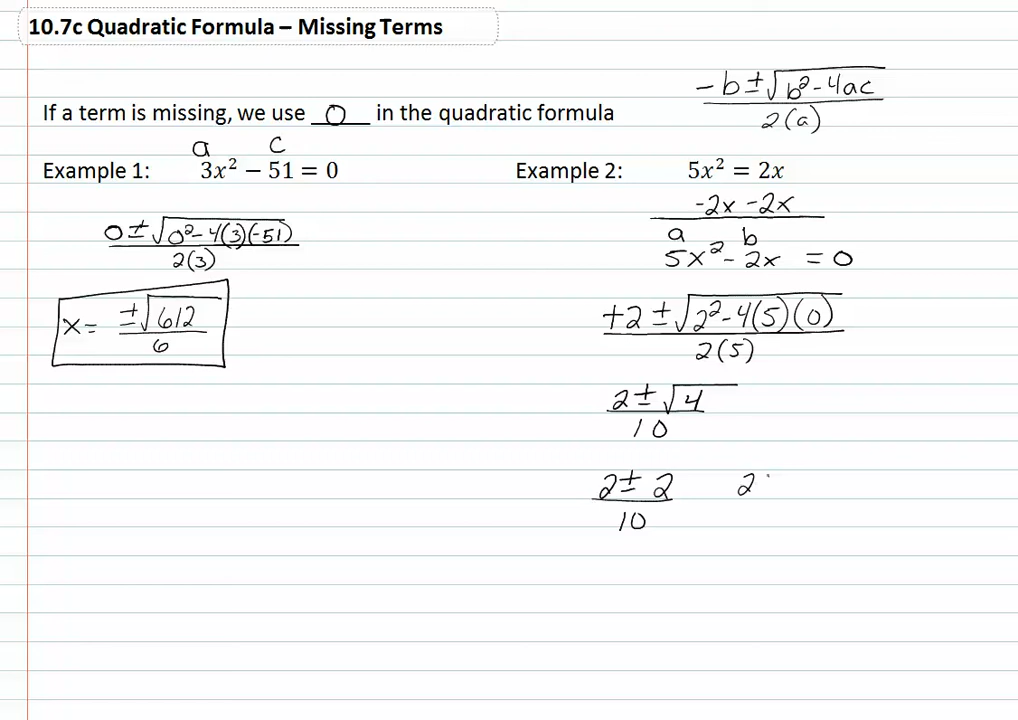 10.7c Quadratic Formula – Missing Terms
If a term is missing, we use 0 in the quadratic formula
-b ± √(b² - 4ac)
2(a)
a c
Example 1: 3x² − 51 = 0
0 ± √(0² - 4(3)(-51))
2(3)
x = ± √612
6
Example 2: 5x² = 2x
-2x -2x
a b
5x² - 2x = 0
+2 ± √(2² - 4(5)(0))
2(5)
2 ± √4
10
2 ± 2 2
10